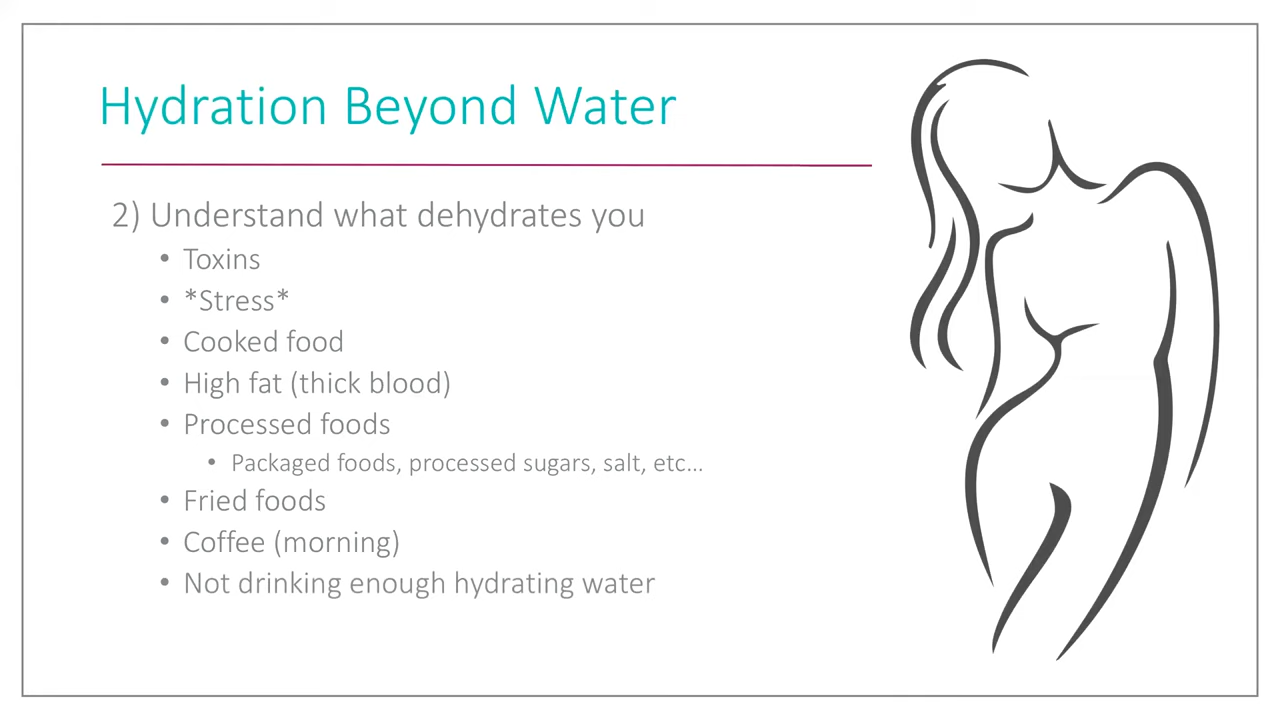 Hydration Beyond Water
2) Understand what dehydrates you
• Toxins
• *Stress*
• Cooked food
• High fat (thick blood)
• Processed foods
• Packaged foods, processed sugars, salt, etc…
• Fried foods
• Coffee (morning)
• Not drinking enough hydrating water